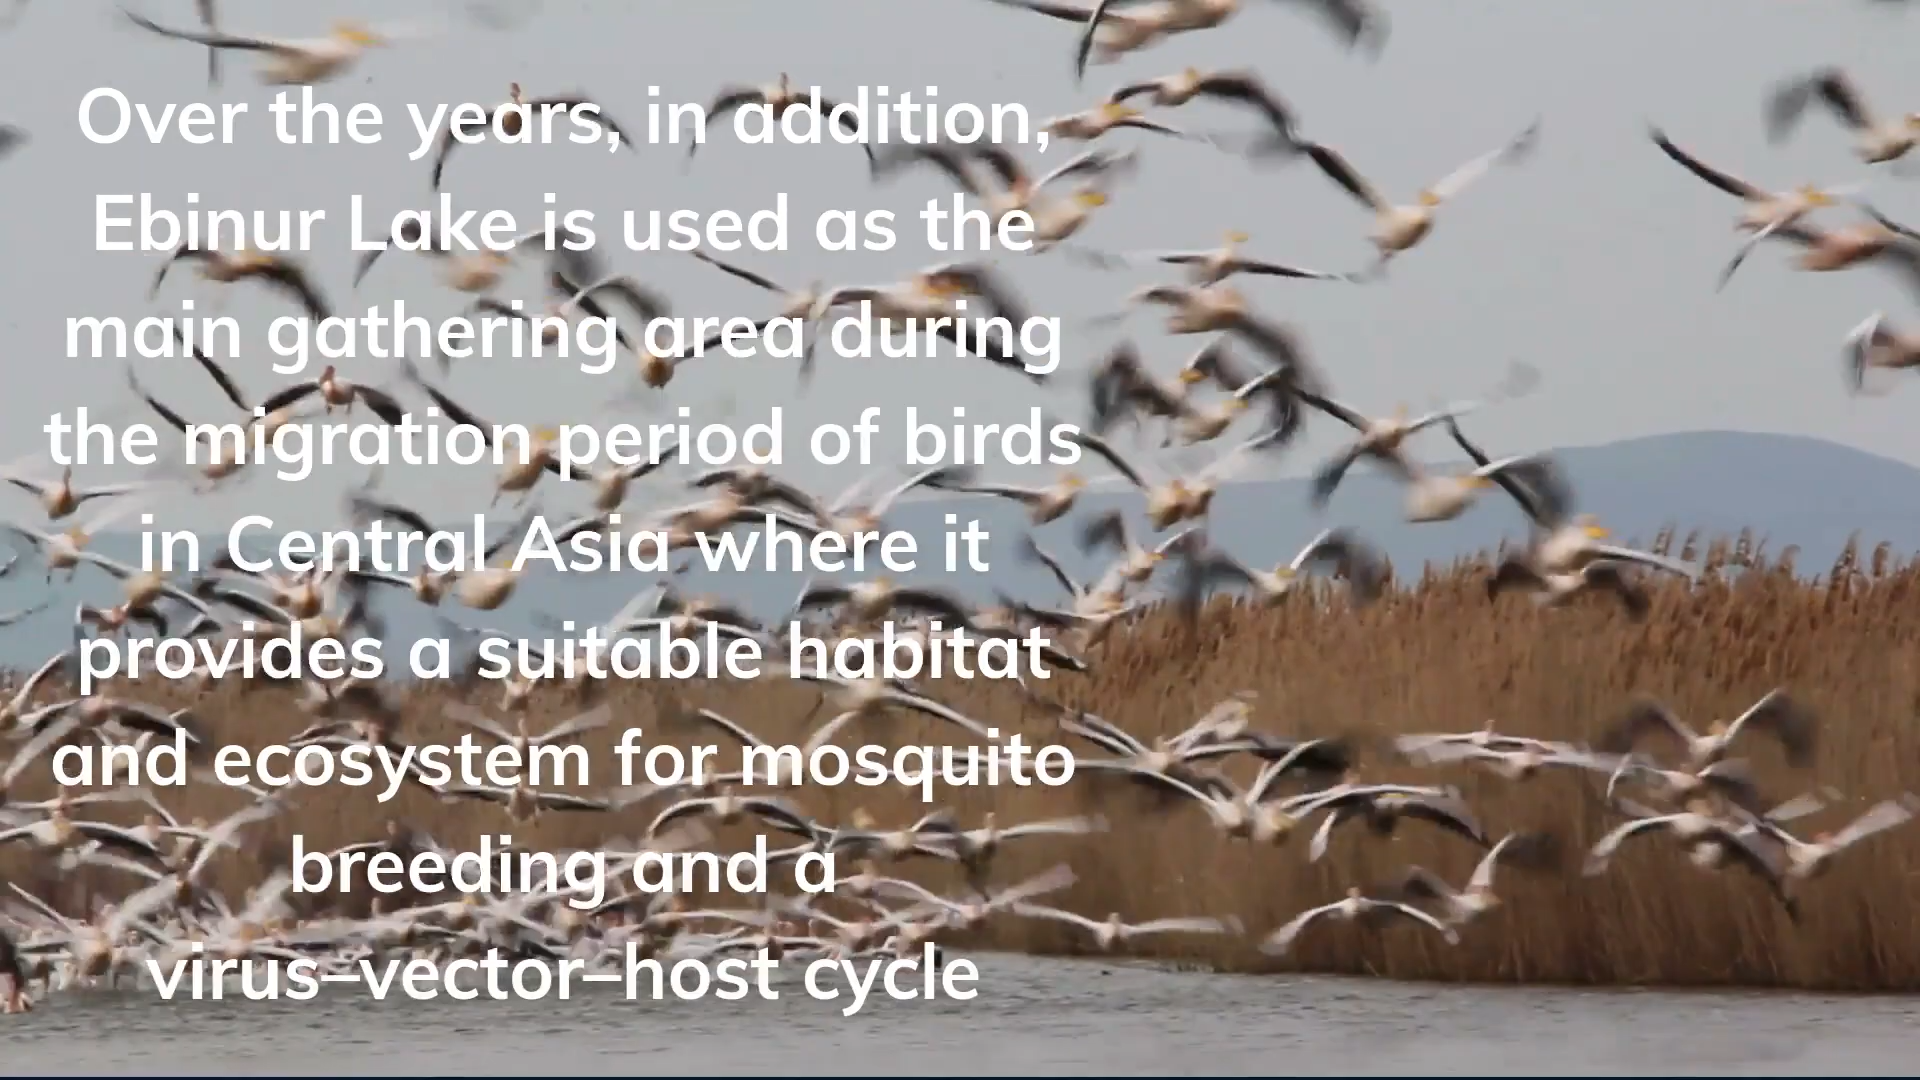 Over the years, in addition,
Ebinur Lake is used as the
main gathering area during
the migration period of birds
in Central Asia where it
provides a suitable habitat
and ecosystem for mosquito
breeding and a
virus–vector–host cycle